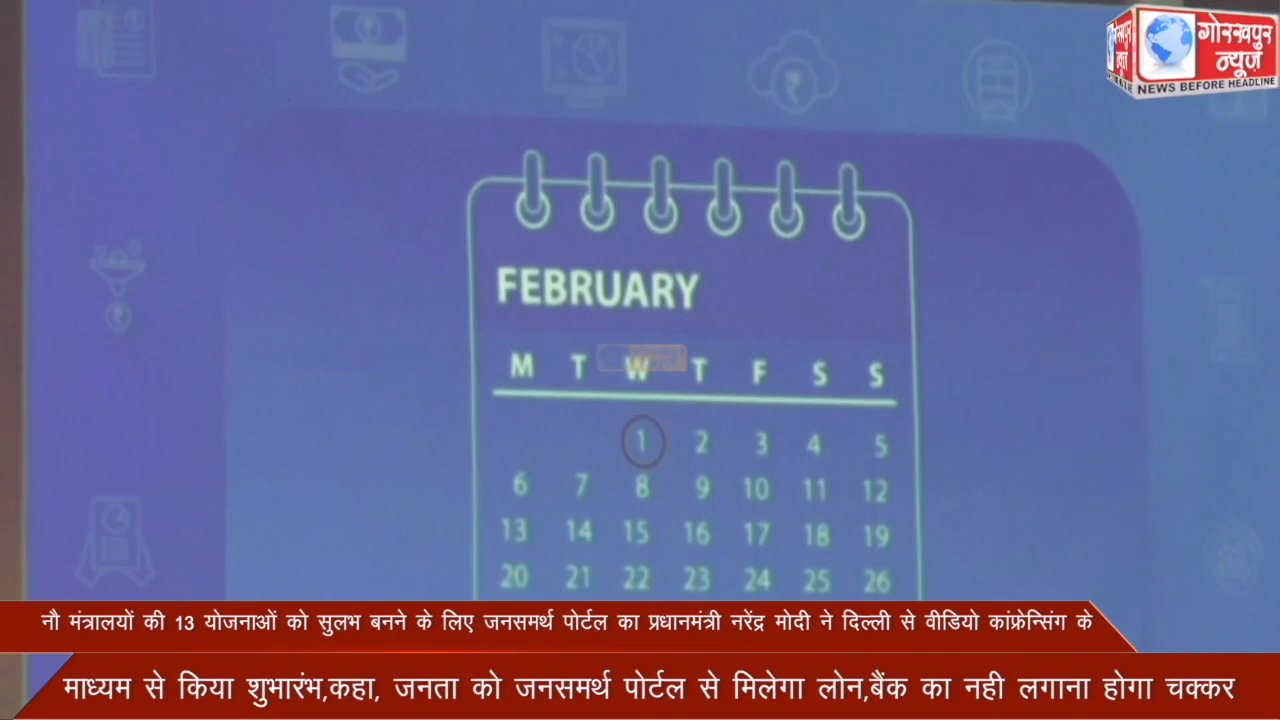 गोरखपुर
न्यूज़
NEWS BEFORE HEADLINE
FEBRUARY
M T W T F S S
1 2 3 4 5
6 7 8 9 10 11 12
13 14 15 16 17 18 19
20 21 22 23 24 25 26
नौ मंत्रालयों की 13 योजनाओं को सुलभ बनने के लिए जनसमर्थ पोर्टल का प्रधानमंत्री नरेंद्र मोदी ने दिल्ली से वीडियो कांफ्रेन्सिंग के
माध्यम से किया शुभारंभ,कहा, जनता को जनसमर्थ पोर्टल से मिलेगा लोन,बैंक का नही लगाना होगा चक्कर